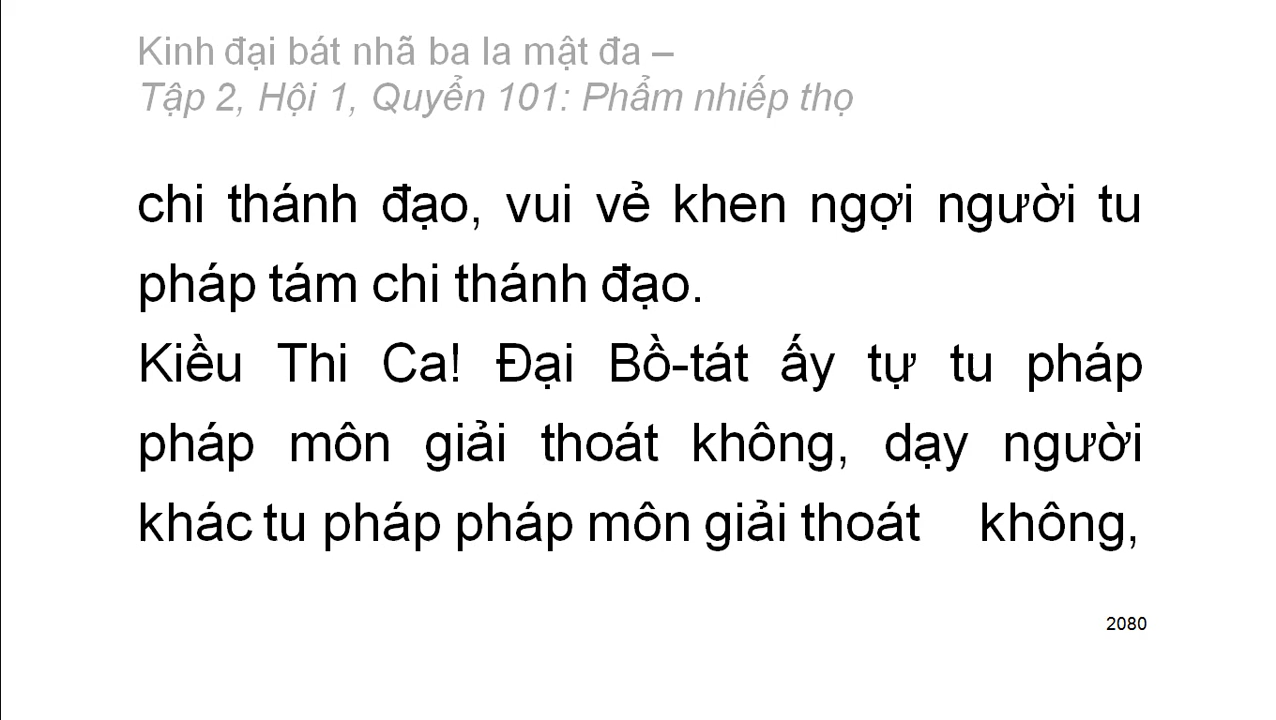 Kinh đại bát nhã ba la mật đa –
Tập 2, Hội 1, Quyển 101: Phẩm nhiếp thọ
chi thánh đạo, vui vẻ khen ngợi người tu
pháp tám chi thánh đạo.
Kiều Thi Ca! Đại Bồ-tát ấy tự tu pháp
pháp môn giải thoát không, dạy người
khác tu pháp pháp môn giải thoát không,
2080